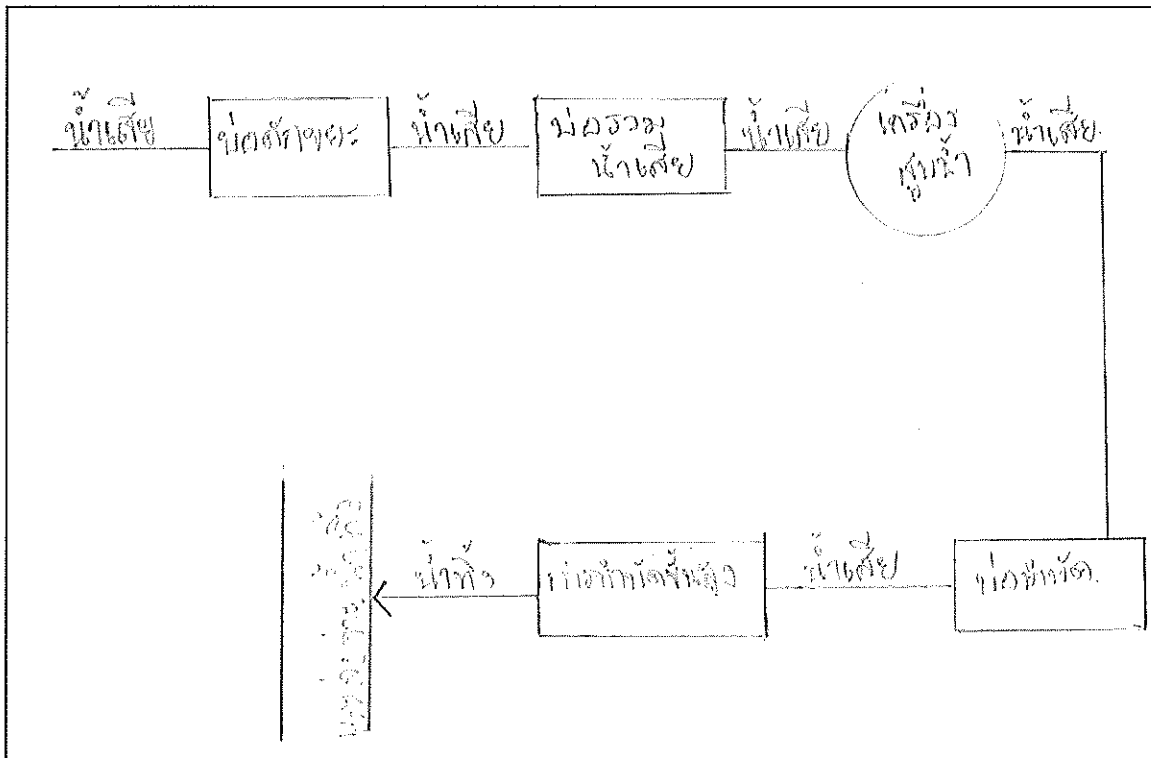 น้ำเสีย
บ่อดักขยะ
น้ำเสีย
บ่อรวม
น้ำเสีย
น้ำเสีย
เครื่อง
สูบน้ำ
น้ำเสีย
บ่อบำบัด
น้ำเสีย
การบำบัดขั้นสูง
น้ำทิ้ง